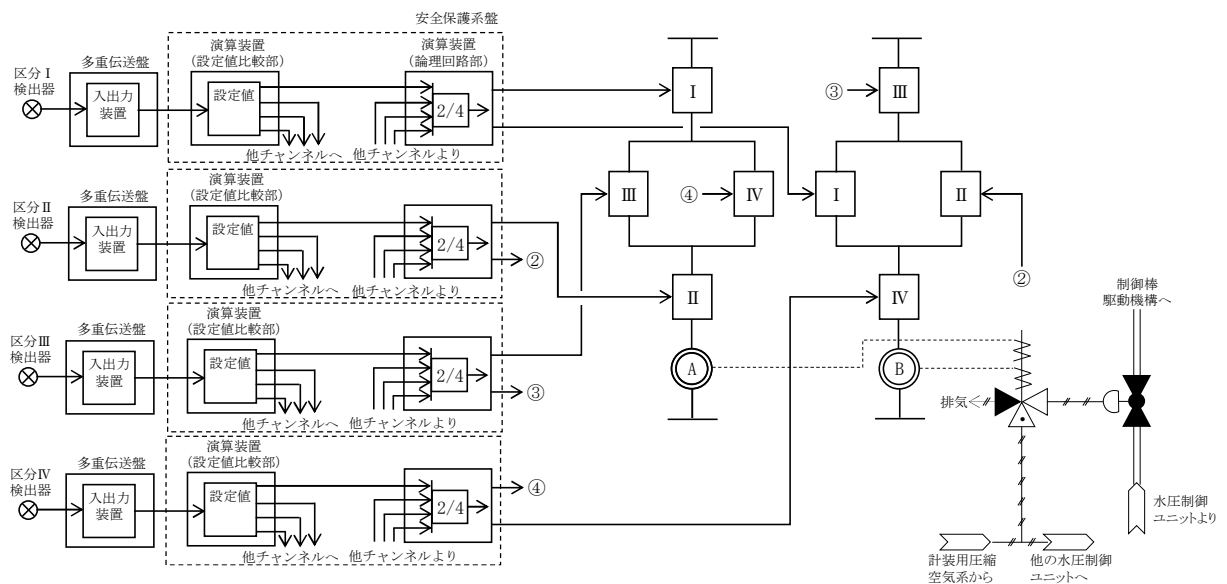 安全保護系盤
演算装置
(設定値比較部)
演算装置
(論理回路部)
多重伝送盤
区分Ⅰ
検出器
入出力
装置
設定値
2/4
他チャンネルへ
他チャンネルより
Ⅰ
③
Ⅲ
演算装置
(設定値比較部)
多重伝送盤
区分Ⅱ
検出器
入出力
装置
設定値
2/4
②
他チャンネルへ
他チャンネルより
Ⅲ
④
Ⅳ
Ⅰ
Ⅱ
②
演算装置
(設定値比較部)
多重伝送盤
区分Ⅲ
検出器
入出力
装置
設定値
2/4
③
他チャンネルへ
他チャンネルより
Ⅱ
Ⅳ
A
B
制御棒
駆動機構へ
排気
演算装置
(設定値比較部)
多重伝送盤
区分Ⅳ
検出器
入出力
装置
設定値
2/4
④
他チャンネルへ
他チャンネルより
水圧制御
ユニットより
計装用圧縮
空気系から
他の水圧制御
ユニットへ